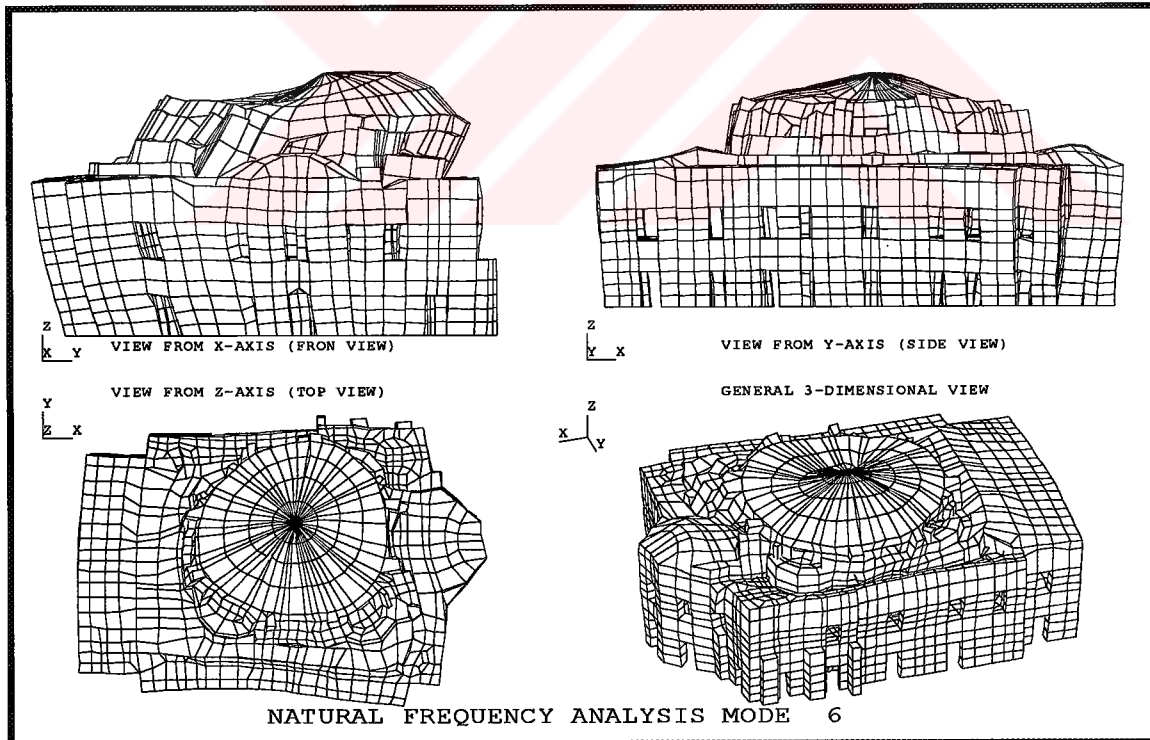 Z
X Y
VIEW FROM X-AXIS (FRON VIEW)
Z
Y X
VIEW FROM Y-AXIS (SIDE VIEW)
VIEW FROM Z-AXIS (TOP VIEW)
Y
Z X
GENERAL 3-DIMENSIONAL VIEW
Z
X
Y
NATURAL FREQUENCY ANALYSIS MODE 6